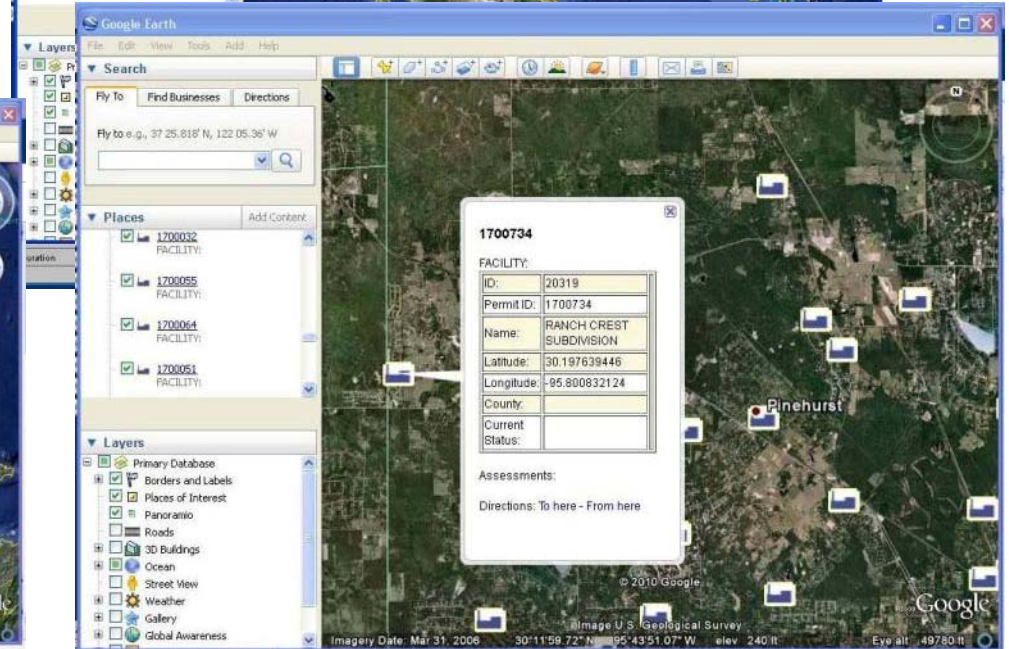 Google Earth
File Edit View Tools Add Help
Search
Fly To Find Businesses Directions
Fly to e.g., 37 25.818' N, 122 05.36' W
Places Add Content
1700032
FACILITY:
1700055
FACILITY:
1700064
FACILITY:
1700051
FACILITY:
Layers
Primary Database
Borders and Labels
Places of Interest
Panoramio
Roads
3D Buildings
Ocean
Street View
Weather
Gallery
Global Awareness
Layers
uration
N
1700734
FACILITY:
ID: 20319
Permit ID: 1700734
Name: RANCH CREST
SUBDIVISION
Latitude: 30.197639446
Longitude: -95.800832124
County:
Current
Status:
Assessments:
Directions: To here - From here
Pinehurst
© 2010 Google
Image U.S. Geological Survey
Google
Imagery Date: Mar 31, 2006 30°11'59.72" N 95°43'51.07" W elev 240 ft Eye alt 49780 ft